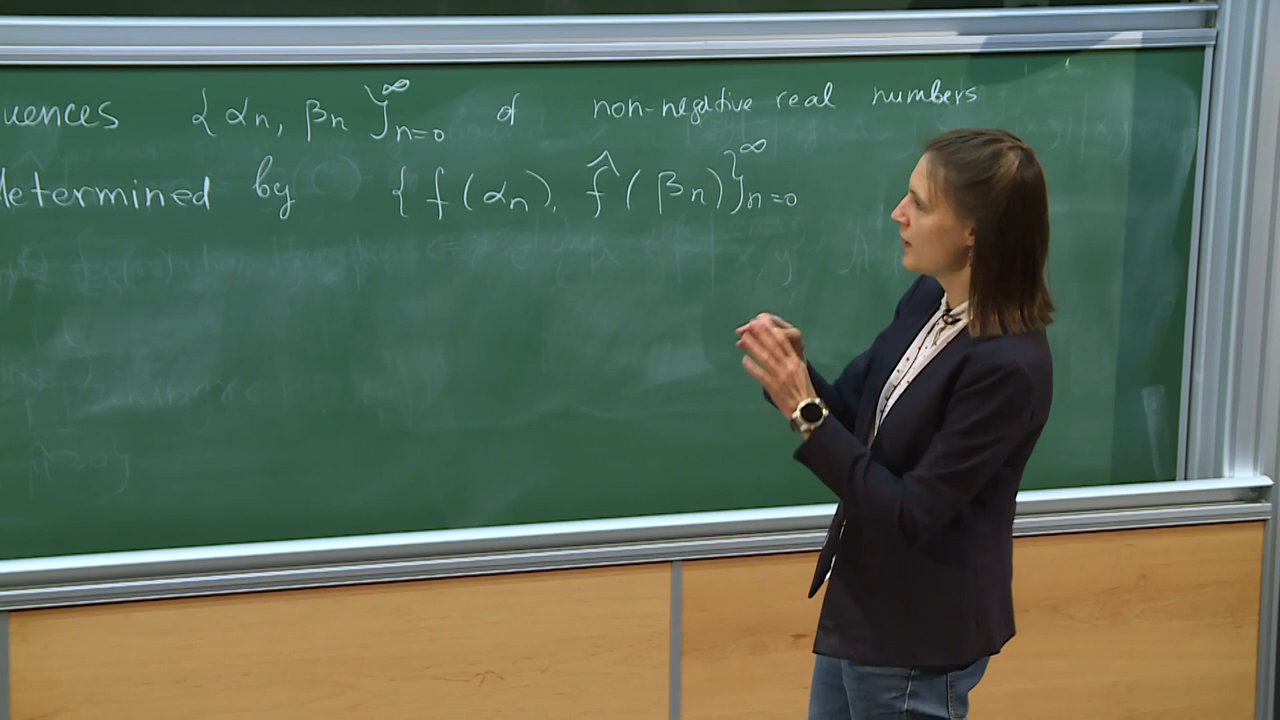 uences {αn, βn}n=0^∞ of non-negative real numbers
determined by {f(αn), f̂(βn)}n=0^∞